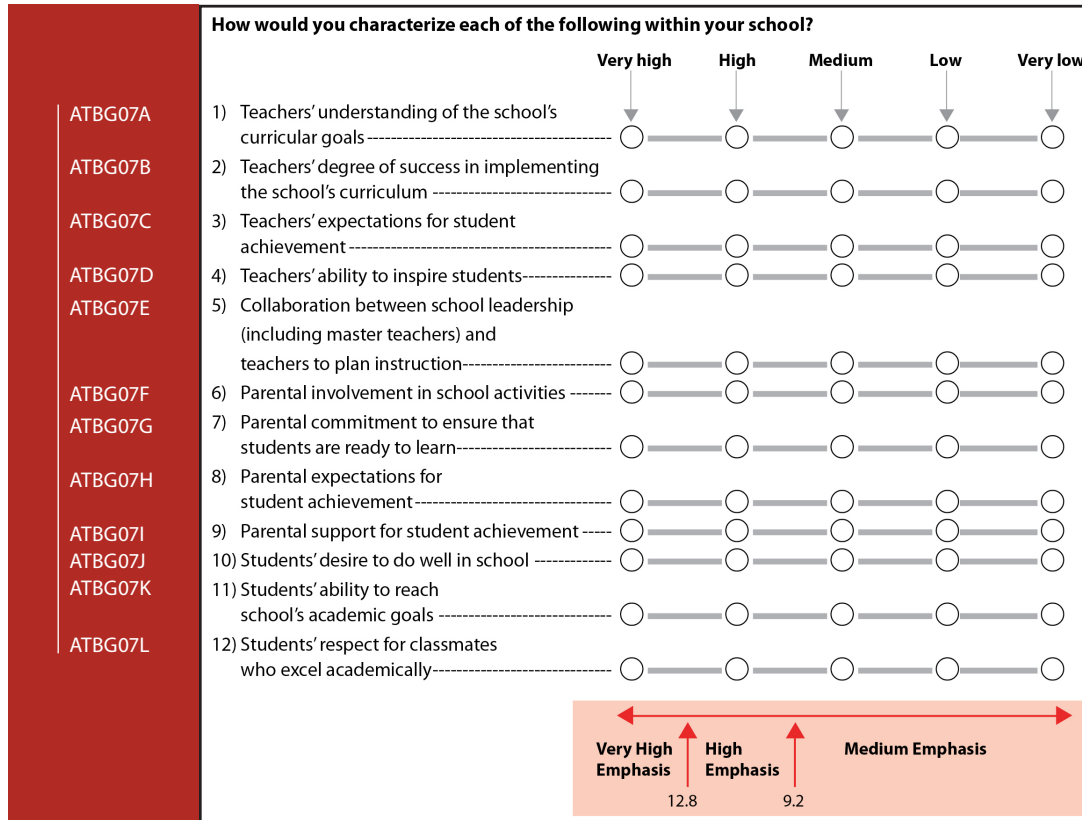 How would you characterize each of the following within your school?
Very high High Medium Low Very low
ATBG07A 1) Teachers’ understanding of the school’s
curricular goals
ATBG07B 2) Teachers’ degree of success in implementing
the school’s curriculum
ATBG07C 3) Teachers’ expectations for student
achievement
ATBG07D 4) Teachers’ ability to inspire students
ATBG07E 5) Collaboration between school leadership
(including master teachers) and
teachers to plan instruction
ATBG07F 6) Parental involvement in school activities
ATBG07G 7) Parental commitment to ensure that
students are ready to learn
ATBG07H 8) Parental expectations for
student achievement
ATBG07I 9) Parental support for student achievement
ATBG07J 10) Students’ desire to do well in school
ATBG07K 11) Students’ ability to reach
school’s academic goals
ATBG07L 12) Students’ respect for classmates
who excel academically
Very High High Medium Emphasis
Emphasis Emphasis
12.8 9.2